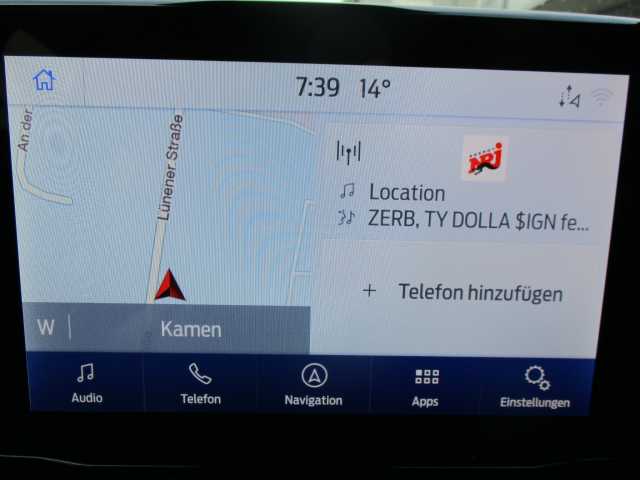 7:39 14°
An der
Lünener Straße
NRJ
Location
ZERB, TY DOLLA $IGN fe...
+ Telefon hinzufügen
W | Kamen
Audio
Telefon
Navigation
Apps
Einstellungen